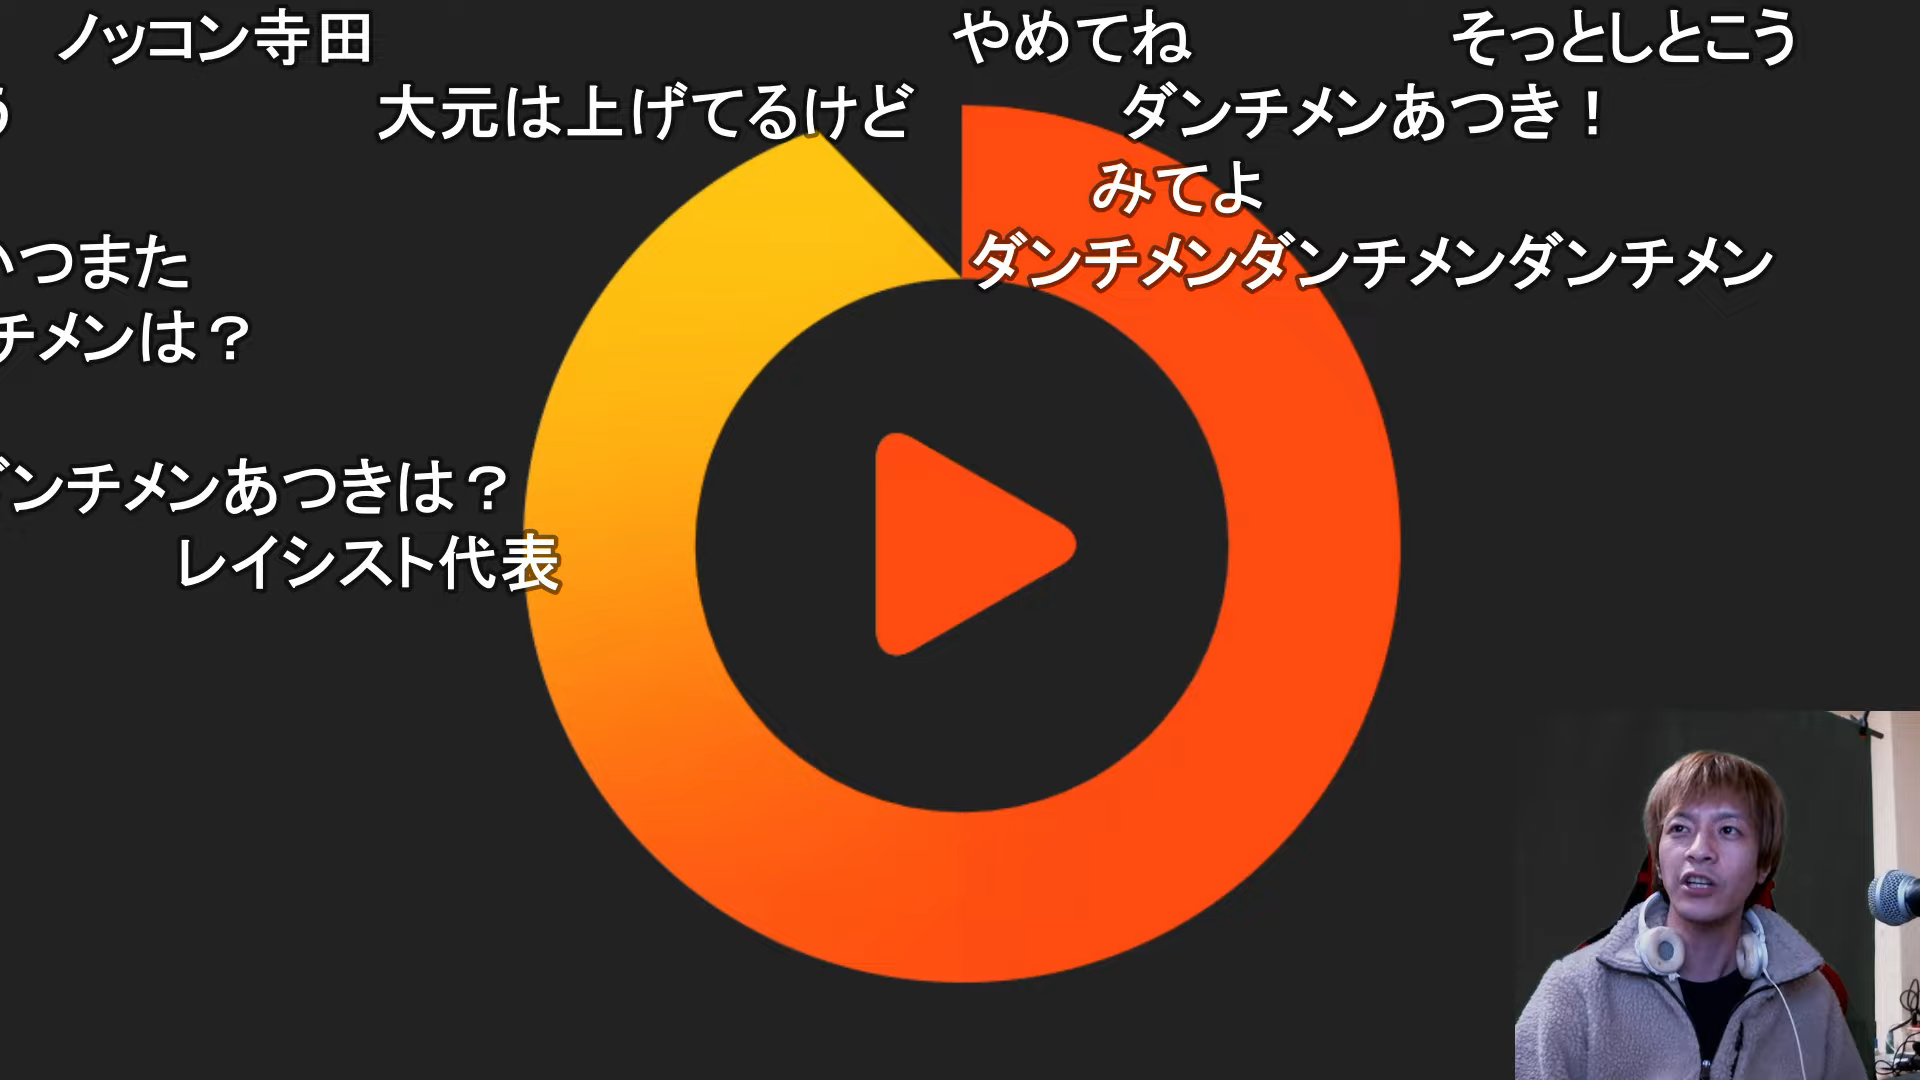 ノッコン寺田
やめてね
そっとしとこう
う
大元は上げてるけど
ダンチメンあつき！
みてよ
いつまた
ダンチメンダンチメンダンチメン
チメンは？
ダンチメンあつきは？
レイシスト代表